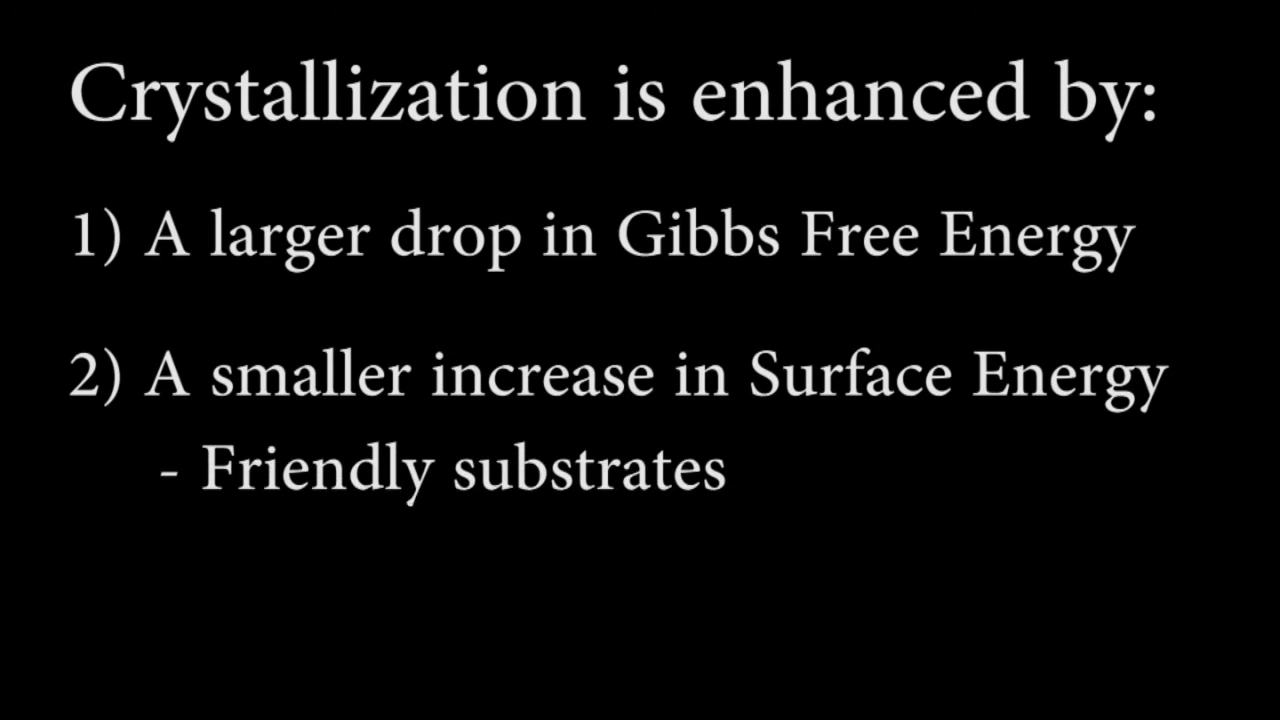 Crystallization is enhanced by:
1) A larger drop in Gibbs Free Energy
2) A smaller increase in Surface Energy
- Friendly substrates